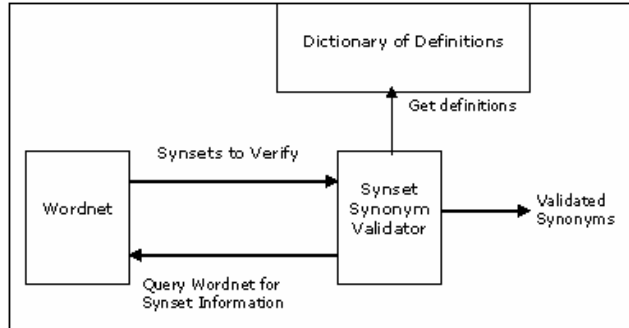 Dictionary of Definitions
Get definitions
Synsets to Verify
Wordnet
Synset
Synonym
Validator
Validated
Synonyms
Query Wordnet for
Synset Information